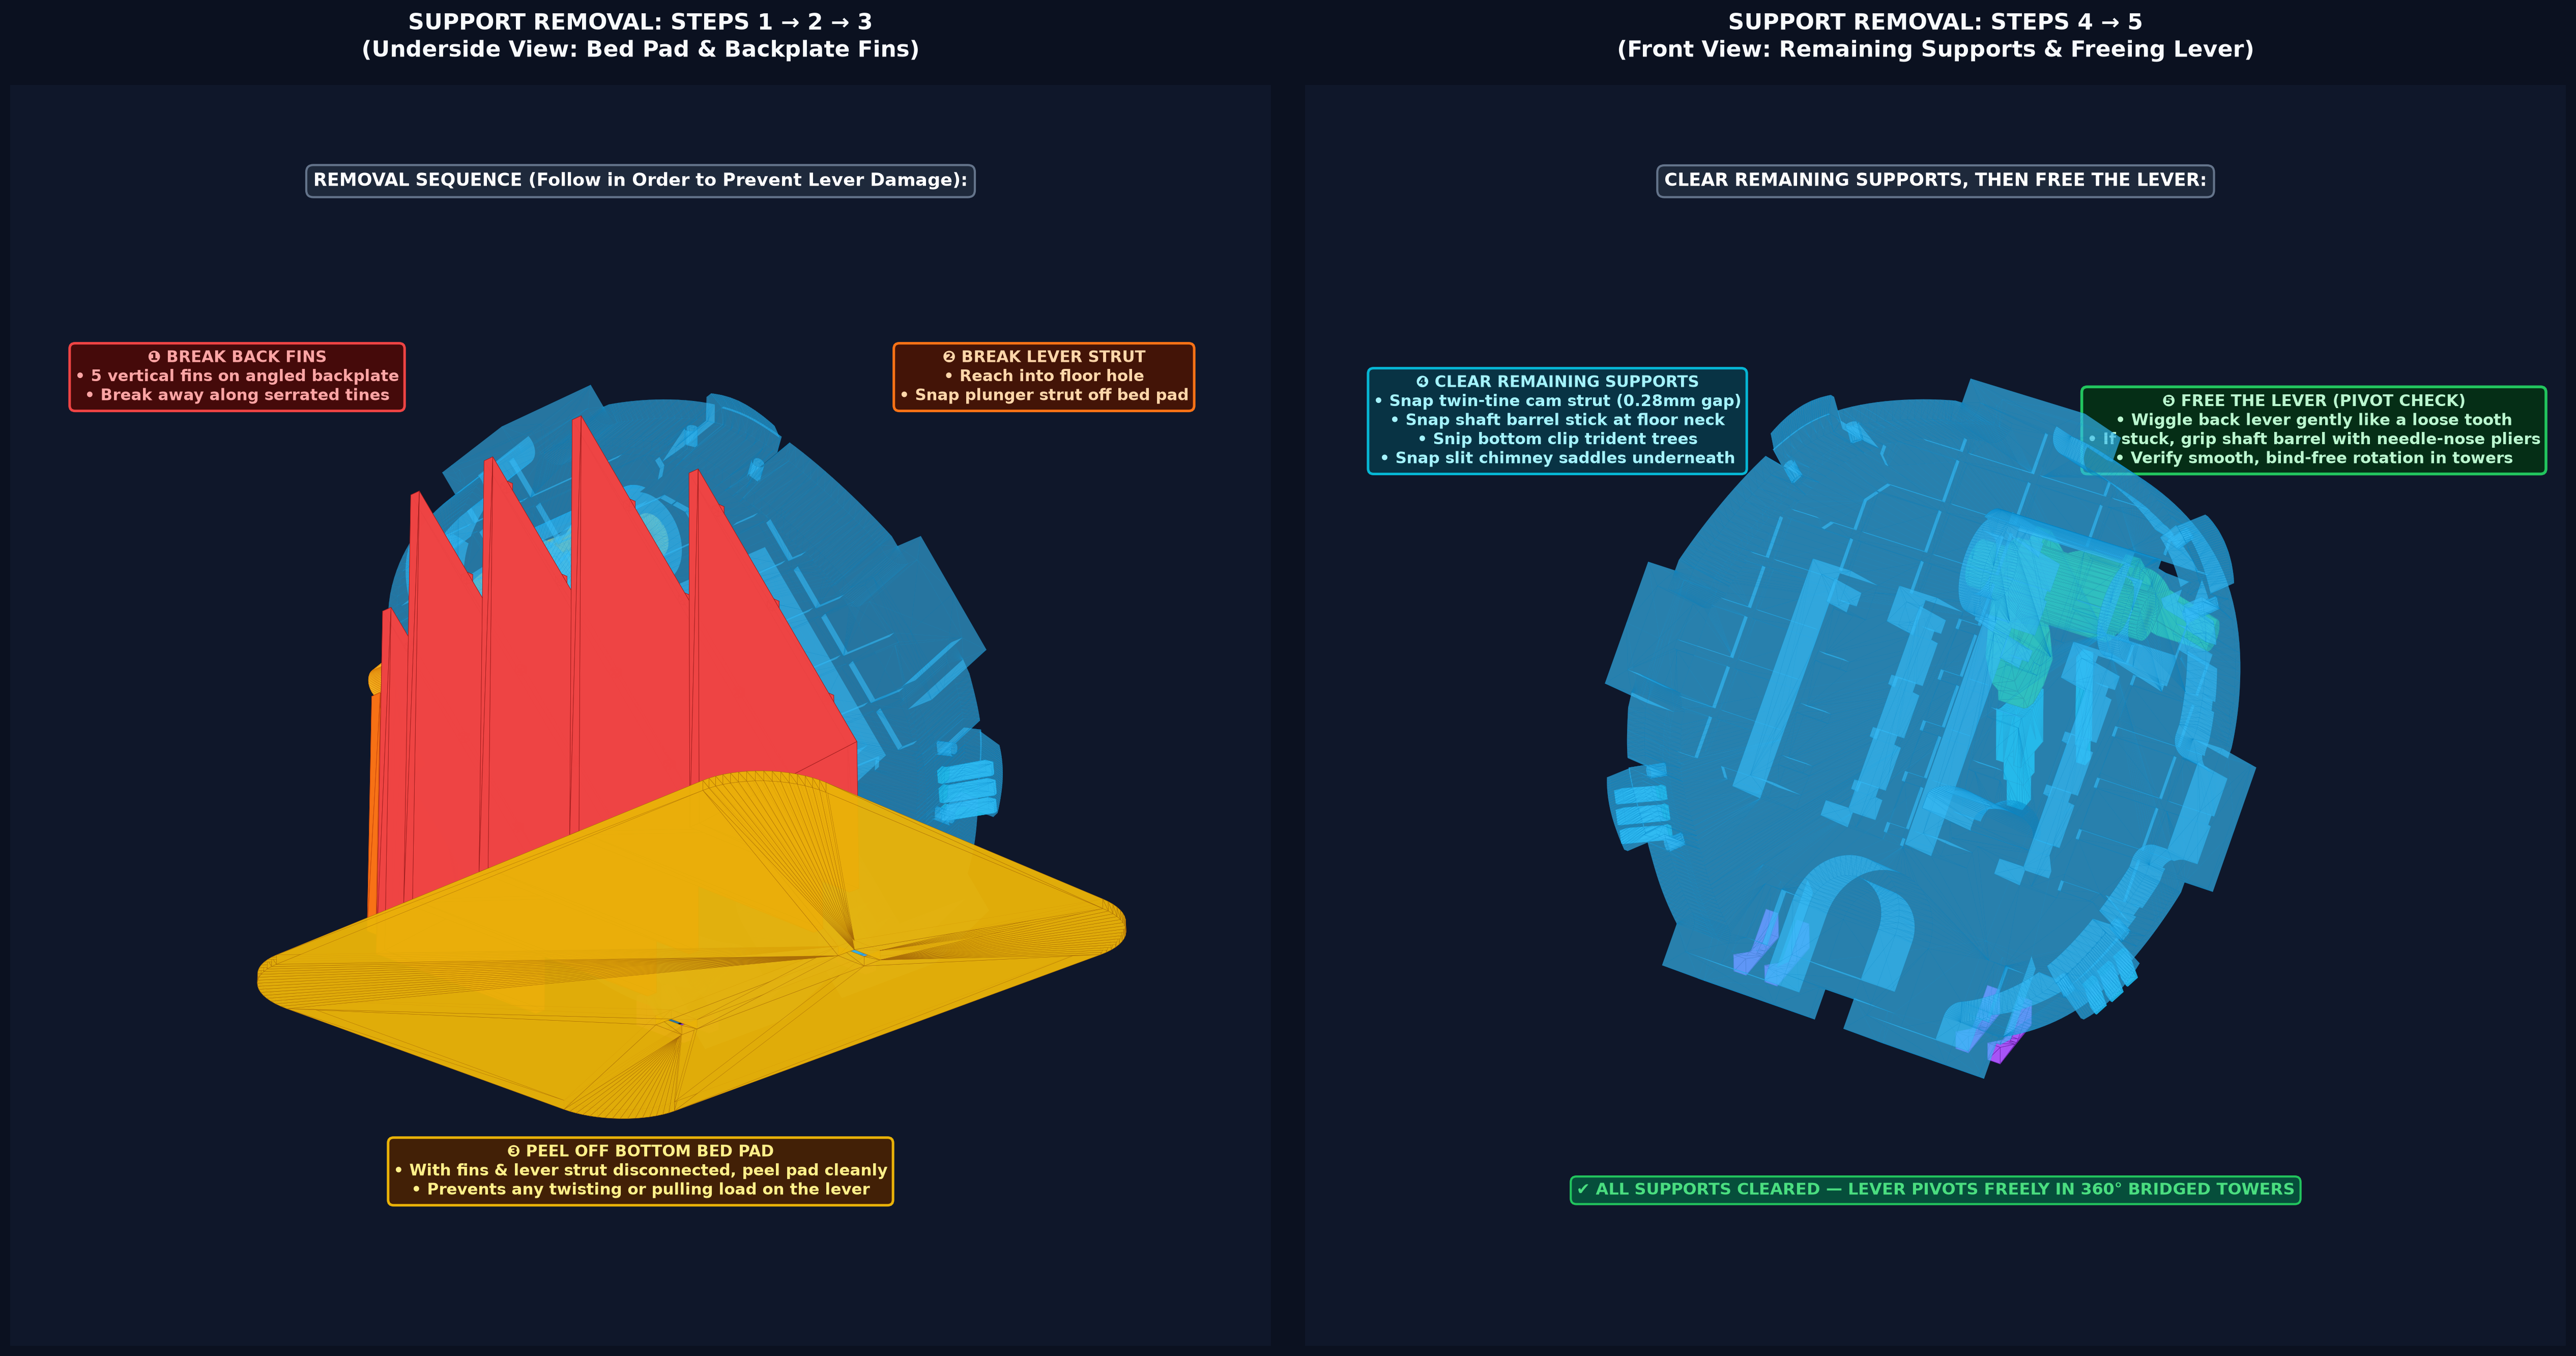 SUPPORT REMOVAL: STEPS 1 → 2 → 3
(Underside View: Bed Pad & Backplate Fins)
REMOVAL SEQUENCE (Follow in Order to Prevent Lever Damage):
❶ BREAK BACK FINS
• 5 vertical fins on angled backplate
• Break away along serrated tines
❷ BREAK LEVER STRUT
• Reach into floor hole
• Snap plunger strut off bed pad
❸ PEEL OFF BOTTOM BED PAD
• With fins & lever strut disconnected, peel pad cleanly
• Prevents any twisting or pulling load on the lever
SUPPORT REMOVAL: STEPS 4 → 5
(Front View: Remaining Supports & Freeing Lever)
CLEAR REMAINING SUPPORTS, THEN FREE THE LEVER:
❹ CLEAR REMAINING SUPPORTS
• Snap twin-tine cam strut (0.28mm gap)
• Snap shaft barrel stick at floor neck
• Snip bottom clip trident trees
• Snap slit chimney saddles underneath
❺ FREE THE LEVER (PIVOT CHECK)
• Wiggle back lever gently like a loose tooth
• If stuck, grip shaft barrel with needle-nose pliers
• Verify smooth, bind-free rotation in towers
✔ ALL SUPPORTS CLEARED — LEVER PIVOTS FREELY IN 360° BRIDGED TOWERS